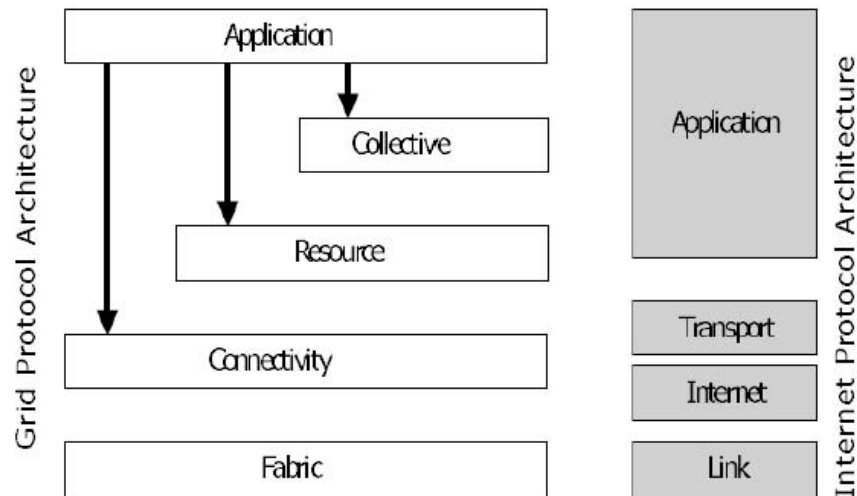 Grid Protocol Architecture
Application
Collective
Resource
Connectivity
Fabric
Application
Transport
Internet
Link
Internet Protocol Architecture